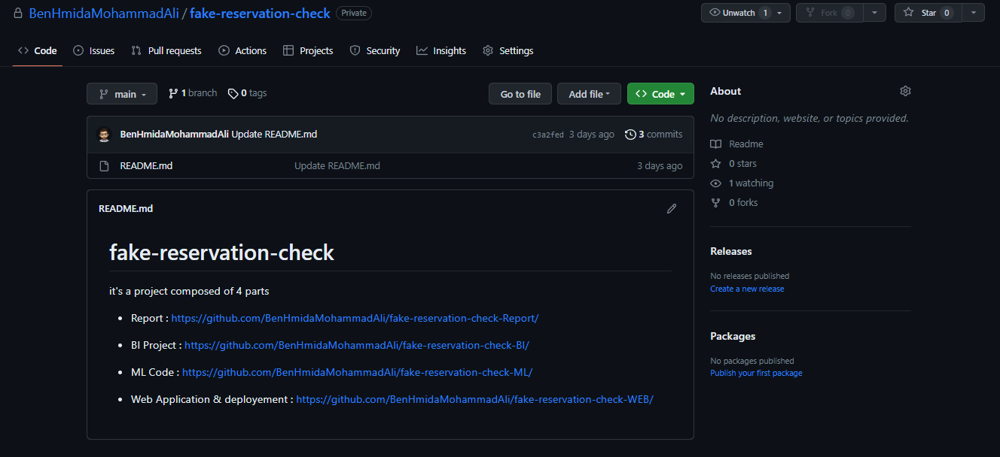 BenHmidaMohammadAli / fake-reservation-check Private
Unwatch 1 Fork 0 Star 0
Code Issues Pull requests Actions Projects Security Insights Settings
main 1 branch 0 tags Go to file Add file Code
BenHmidaMohammadAli Update README.md c3a2fed 3 days ago 3 commits
README.md Update README.md 3 days ago
README.md
fake-reservation-check
it's a project composed of 4 parts
Report : https://github.com/BenHmidaMohammadAli/fake-reservation-check-Report/
BI Project : https://github.com/BenHmidaMohammadAli/fake-reservation-check-BI/
ML Code : https://github.com/BenHmidaMohammadAli/fake-reservation-check-ML/
Web Application & deployement : https://github.com/BenHmidaMohammadAli/fake-reservation-check-WEB/
About
No description, website, or topics provided.
Readme
0 stars
1 watching
0 forks
Releases
No releases published
Create a new release
Packages
No packages published
Publish your first package